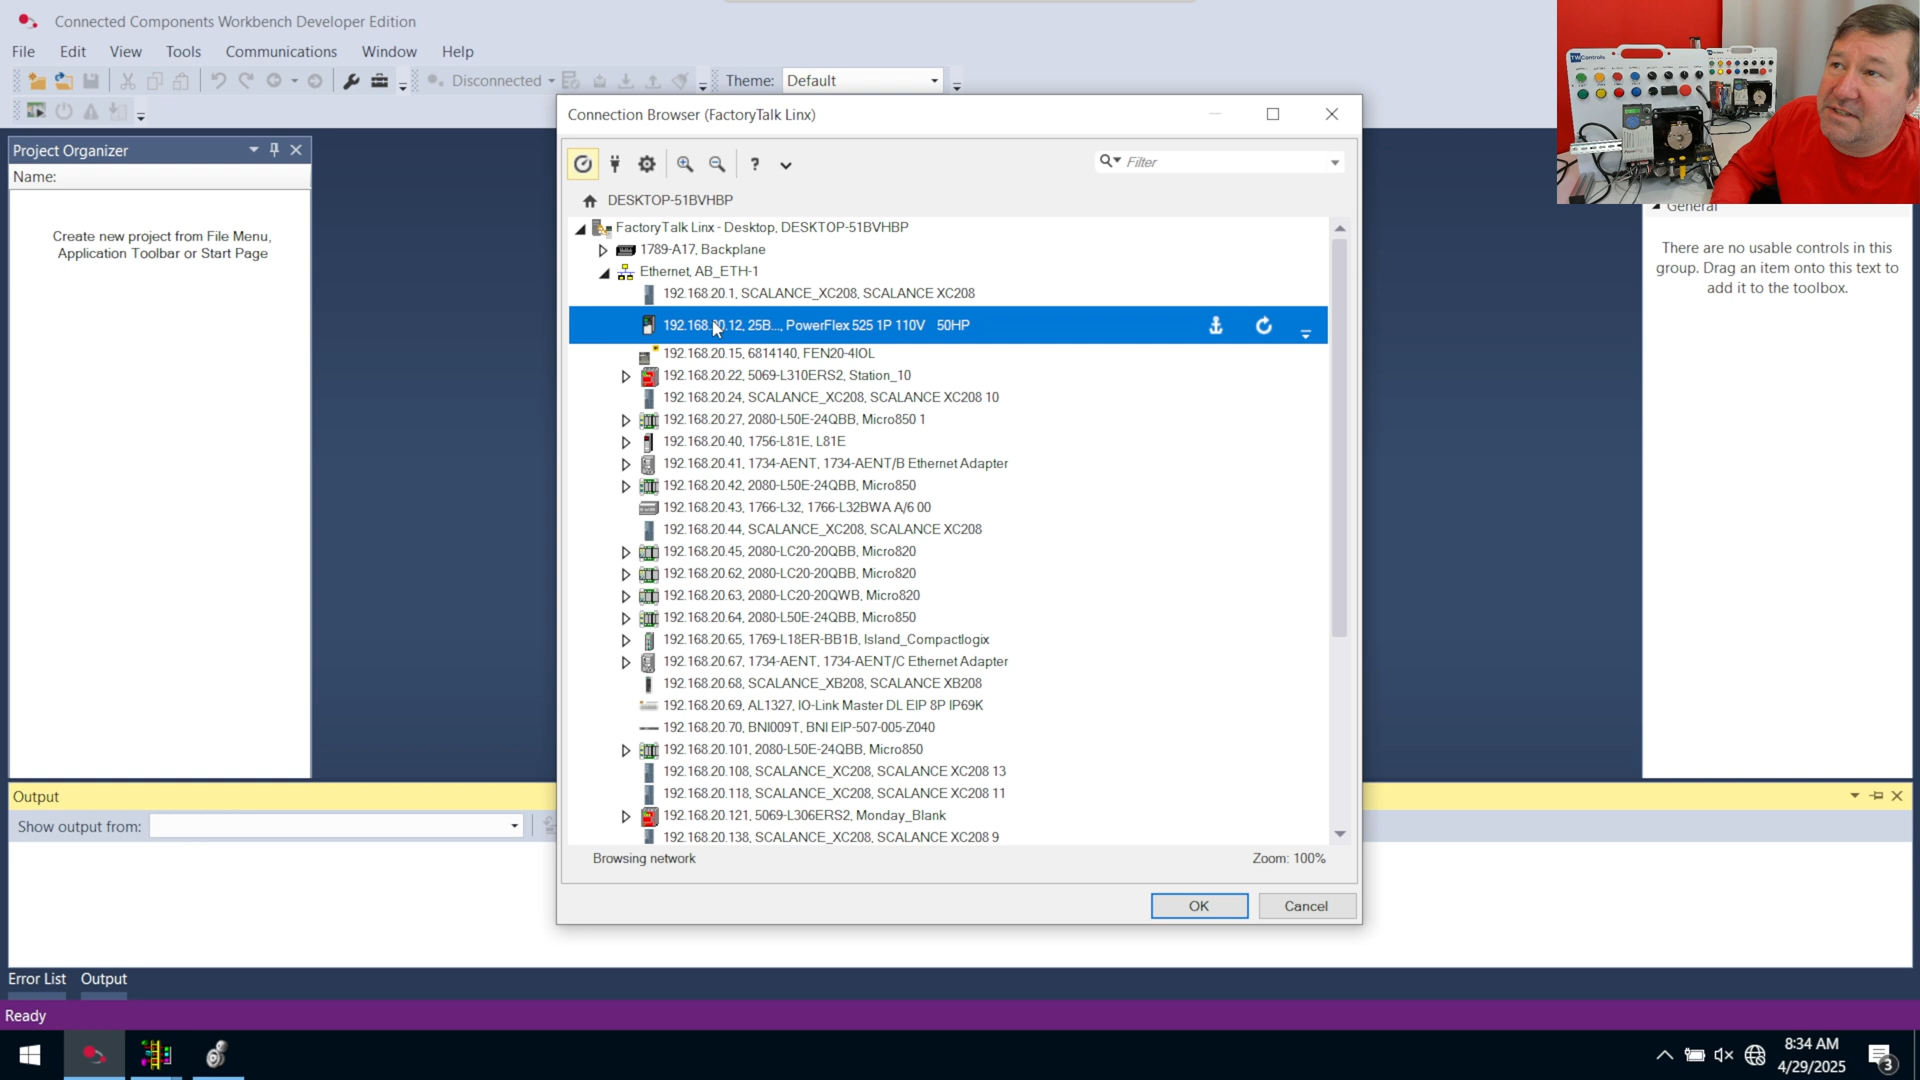 Connected Components Workbench Developer Edition
File Edit View Tools Communications Window Help
Disconnected Theme: Default
Project Organizer
Name:
Create new project from File Menu,
Application Toolbar or Start Page
Connection Browser (FactoryTalk Linx)
Filter
DESKTOP-51BVHBP
FactoryTalk Linx - Desktop, DESKTOP-51BVHBP
1789-A17, Backplane
Ethernet, AB_ETH-1
192.168.20.1, SCALANCE_XC208, SCALANCE XC208
192.168.20.12, 25B..., PowerFlex 525 1P 110V 50HP
192.168.20.15, 6814140, FEN20-4IOL
192.168.20.22, 5069-L310ERS2, Station_10
192.168.20.24, SCALANCE_XC208, SCALANCE XC208 10
192.168.20.27, 2080-L50E-24QBB, Micro850 1
192.168.20.40, 1756-L81E, L81E
192.168.20.41, 1734-AENT, 1734-AENT/B Ethernet Adapter
192.168.20.42, 2080-L50E-24QBB, Micro850
192.168.20.43, 1766-L32, 1766-L32BWA A/6 00
192.168.20.44, SCALANCE_XC208, SCALANCE XC208
192.168.20.45, 2080-LC20-20QBB, Micro820
192.168.20.62, 2080-LC20-20QBB, Micro820
192.168.20.63, 2080-LC20-20QWB, Micro820
192.168.20.64, 2080-L50E-24QBB, Micro850
192.168.20.65, 1769-L18ER-BB1B, Island_Compactlogix
192.168.20.67, 1734-AENT, 1734-AENT/C Ethernet Adapter
192.168.20.68, SCALANCE_XB208, SCALANCE XB208
192.168.20.69, AL1327, IO-Link Master DL EIP 8P IP69K
192.168.20.70, BNI009T, BNI EIP-507-005-Z040
192.168.20.101, 2080-L50E-24QBB, Micro850
192.168.20.108, SCALANCE_XC208, SCALANCE XC208 13
192.168.20.118, SCALANCE_XC208, SCALANCE XC208 11
192.168.20.121, 5069-L306ERS2, Monday_Blank
192.168.20.138, SCALANCE_XC208, SCALANCE XC208 9
Browsing network Zoom: 100%
OK Cancel
TWControls
General
There are no usable controls in this
group. Drag an item onto this text to
add it to the toolbox.
Output
Show output from:
Error List Output
Ready
8:34 AM
4/29/2025
3